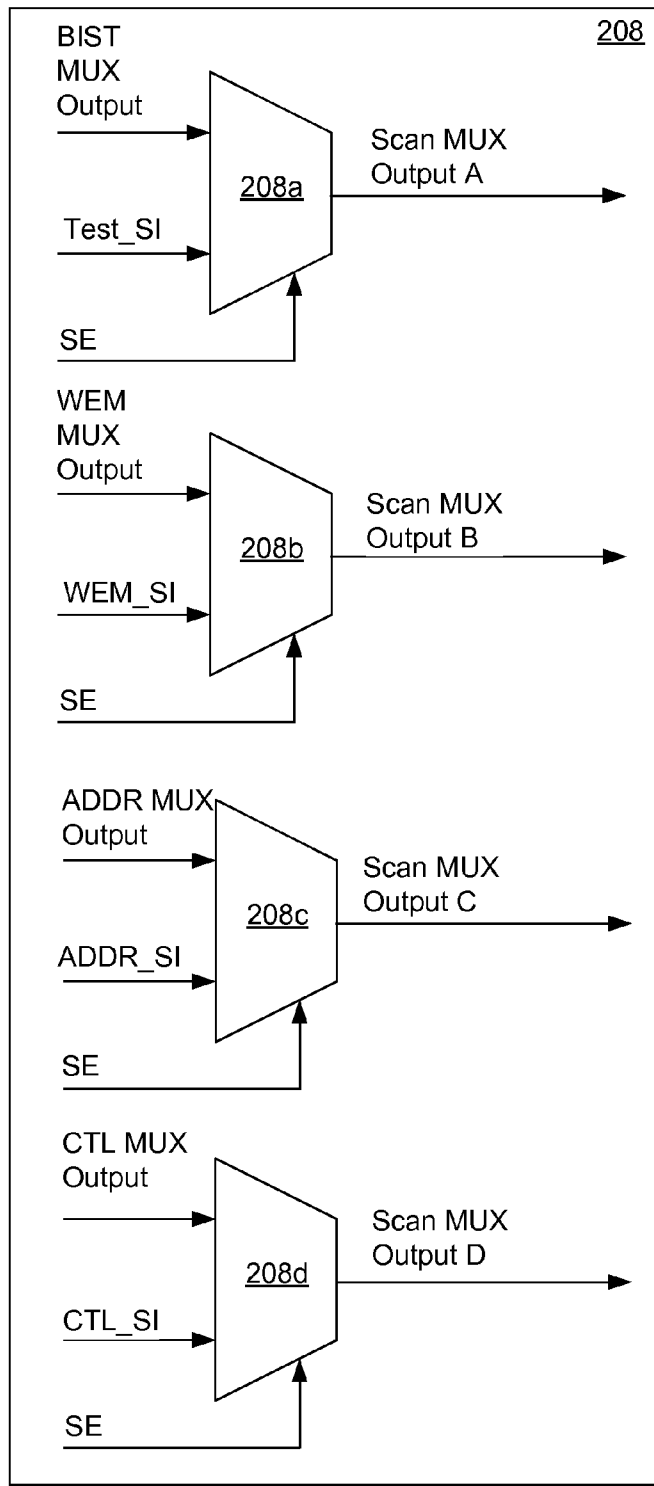 208
BIST
MUX
Output
208a
Scan MUX
Output A
Test_SI
SE
WEM
MUX
Output
208b
Scan MUX
Output B
WEM_SI
SE
ADDR MUX
Output
208c
Scan MUX
Output C
ADDR_SI
SE
CTL MUX
Output
208d
Scan MUX
Output D
CTL_SI
SE